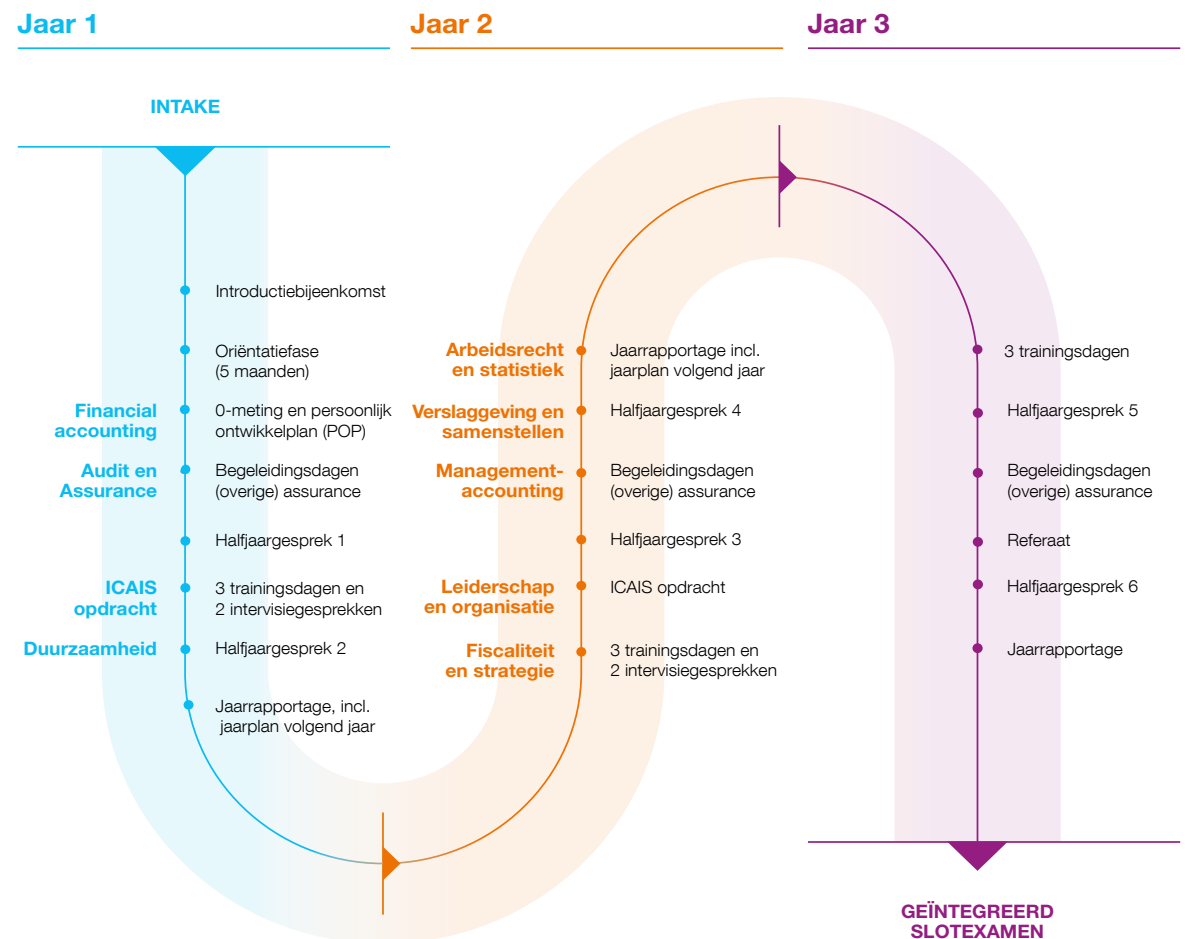 Jaar 1
Jaar 2
Jaar 3
INTAKE
Introductiebijeenkomst
Oriëntatiefase
(5 maanden)
Financial
accounting
0-meting en persoonlijk
ontwikkelplan (POP)
Audit en
Assurance
Begeleidingsdagen
(overige) assurance
Halfjaargesprek 1
ICAIS
opdracht
3 trainingsdagen en
2 intervisiegesprekken
Duurzaamheid
Halfjaargesprek 2
Jaarrapportage, incl.
jaarplan volgend jaar
Arbeidsrecht
en statistiek
Jaarrapportage incl.
jaarplan volgend jaar
Verslaggeving en
samenstellen
Halfjaargesprek 4
Management-
accounting
Begeleidingsdagen
(overige) assurance
Halfjaargesprek 3
Leiderschap
en organisatie
ICAIS opdracht
Fiscaliteit
en strategie
3 trainingsdagen en
2 intervisiegesprekken
3 trainingsdagen
Halfjaargesprek 5
Begeleidingsdagen
(overige) assurance
Referaat
Halfjaargesprek 6
Jaarrapportage
GEÏNTEGREERD
SLOTEXAMEN